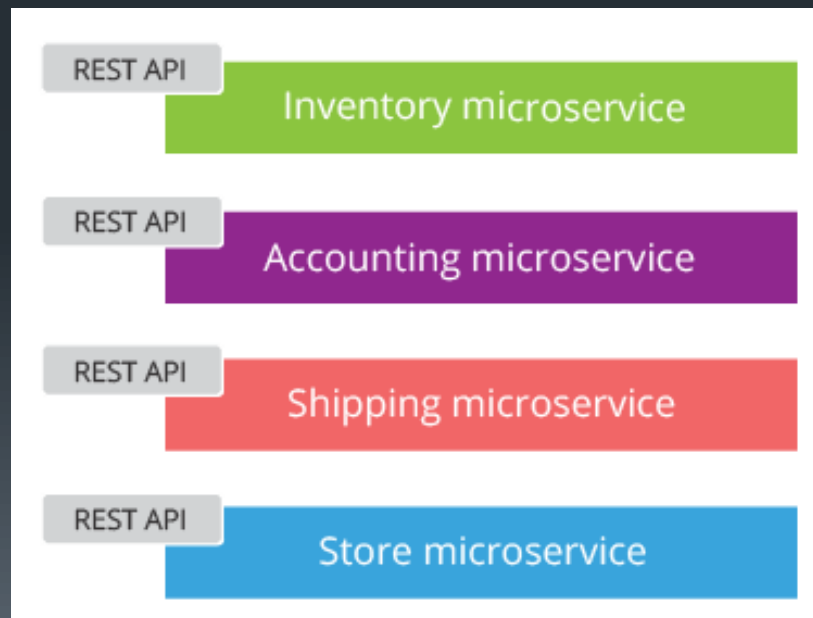 REST API
Inventory microservice
REST API
Accounting microservice
REST API
Shipping microservice
REST API
Store microservice